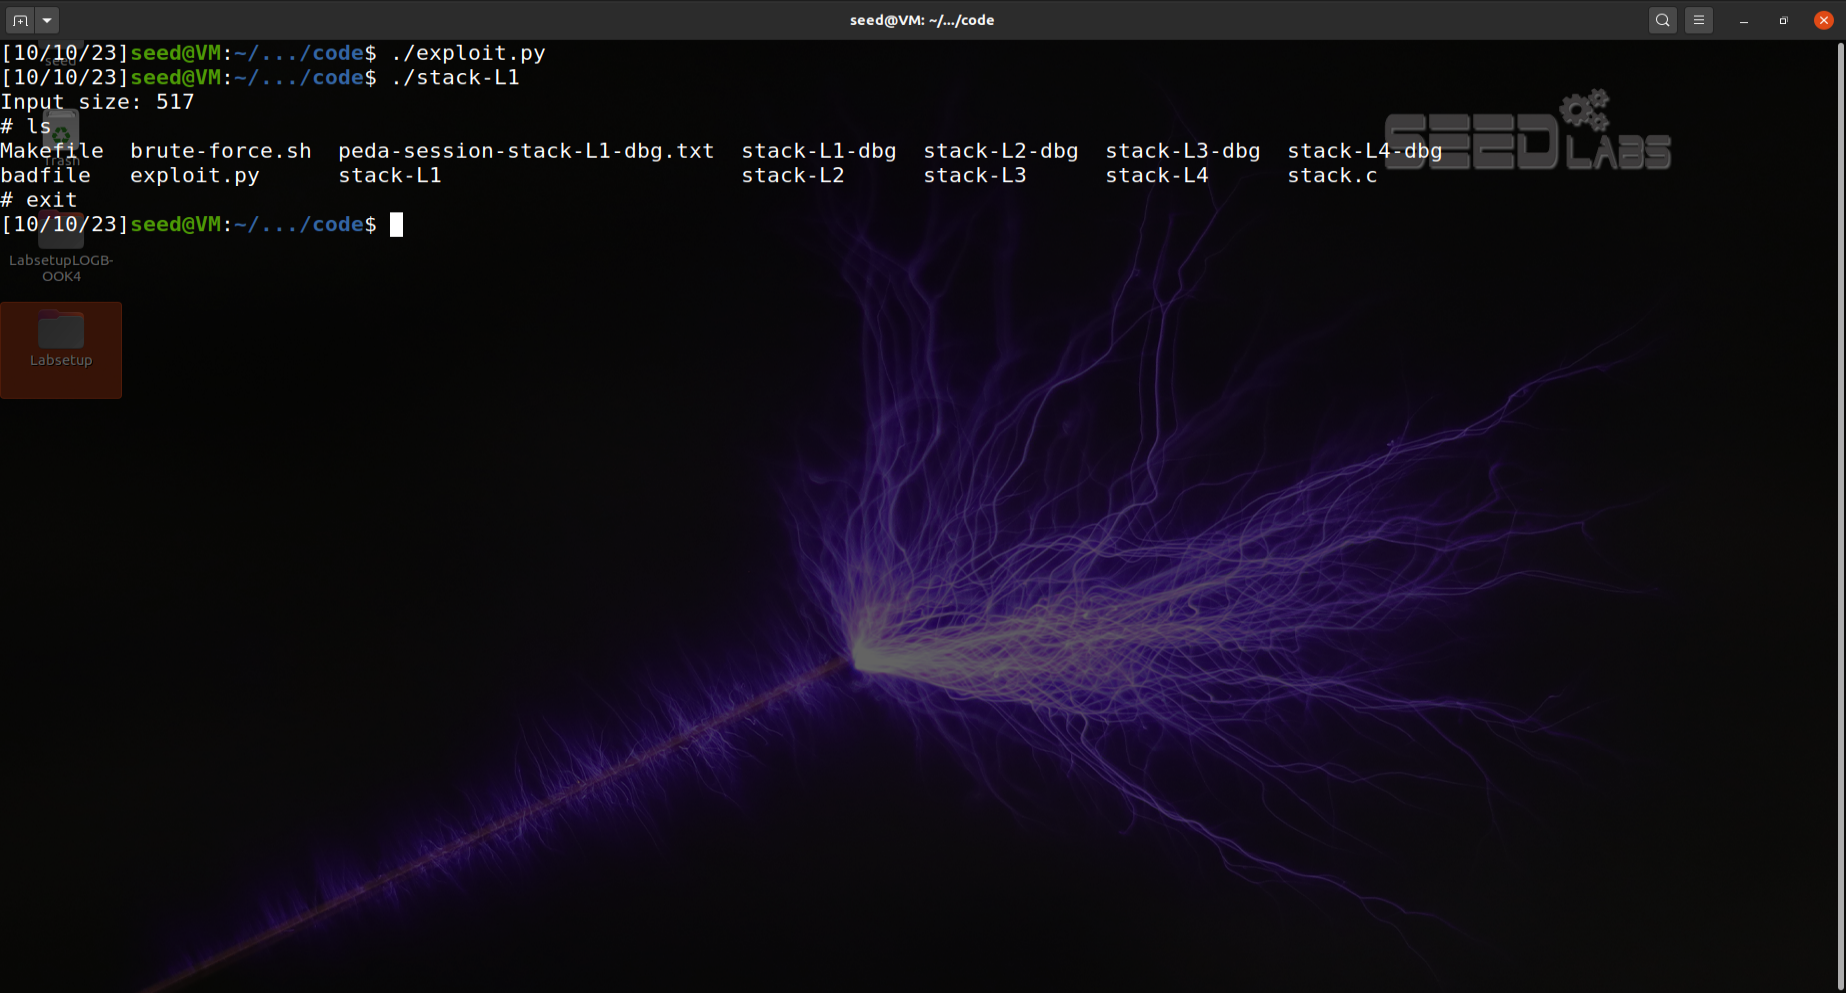 seed@VM: ~/.../code
[10/10/23]seed@VM:~/.../code$ ./exploit.py
seed
[10/10/23]seed@VM:~/.../code$ ./stack-L1
Input size: 517
# ls
Trash
Makefile brute-force.sh peda-session-stack-L1-dbg.txt stack-L1-dbg stack-L2-dbg stack-L3-dbg stack-L4-dbg
badfile exploit.py stack-L1 stack-L2 stack-L3 stack-L4 stack.c
SEED LABS
# exit
[10/10/23]seed@VM:~/.../code$
LabsetupLOGB-
OOK4
Labsetup